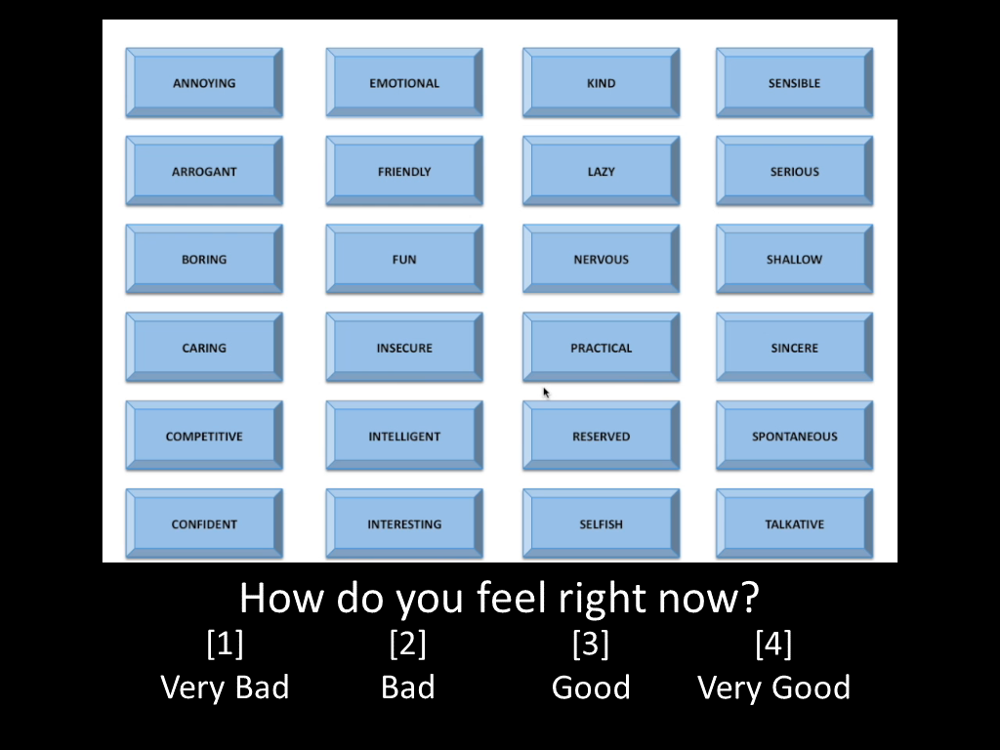 ANNOYING EMOTIONAL KIND SENSIBLE
ARROGANT FRIENDLY LAZY SERIOUS
BORING FUN NERVOUS SHALLOW
CARING INSECURE PRACTICAL SINCERE
COMPETITIVE INTELLIGENT RESERVED SPONTANEOUS
CONFIDENT INTERESTING SELFISH TALKATIVE
How do you feel right now?
[1] [2] [3] [4]
Very Bad Bad Good Very Good